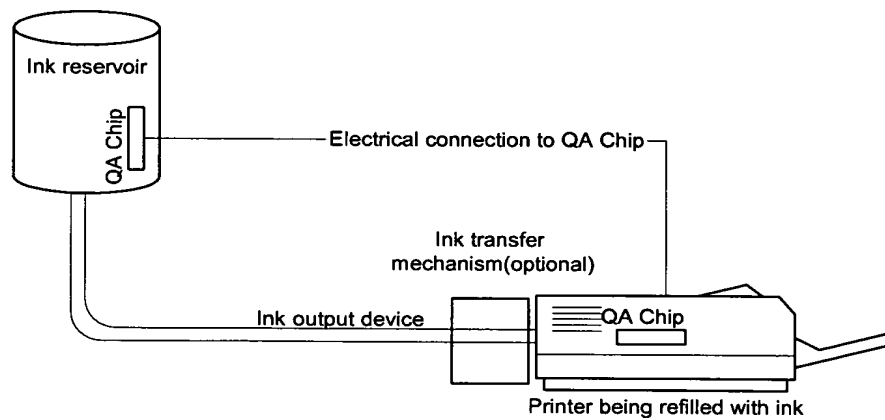 Ink reservoir
QA Chip
Electrical connection to QA Chip
Ink transfer
mechanism(optional)
Ink output device
QA Chip
Printer being refilled with ink